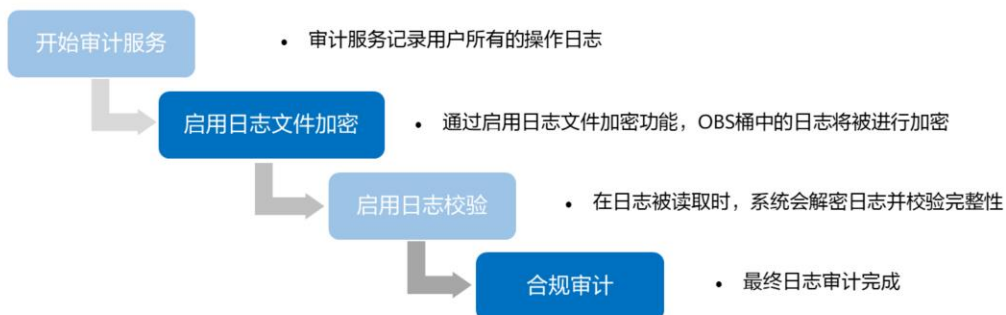 开始审计服务
• 审计服务记录用户所有的操作日志
启用日志文件加密
• 通过启用日志文件加密功能，OBS桶中的日志将被进行加密
启用日志校验
• 在日志被读取时，系统会解密日志并校验完整性
合规审计
• 最终日志审计完成